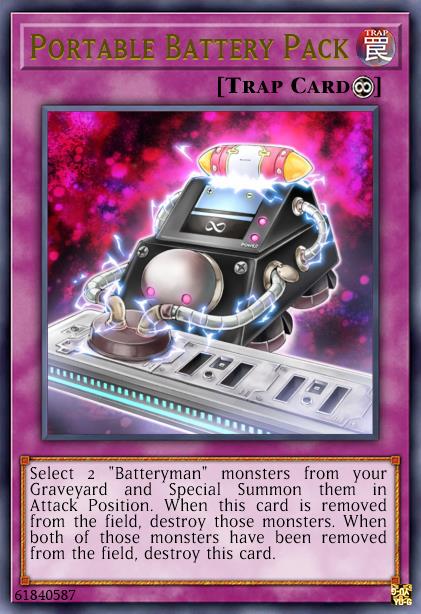 PORTABLE BATTERY PACK
TRAP
罠
[TRAP CARD∞]
∞
POWER
Select 2 "Batteryman" monsters from your
Graveyard and Special Summon them in
Attack Position. When this card is removed
from the field, destroy those monsters. When
both of those monsters have been removed
from the field, destroy this card.
61840587